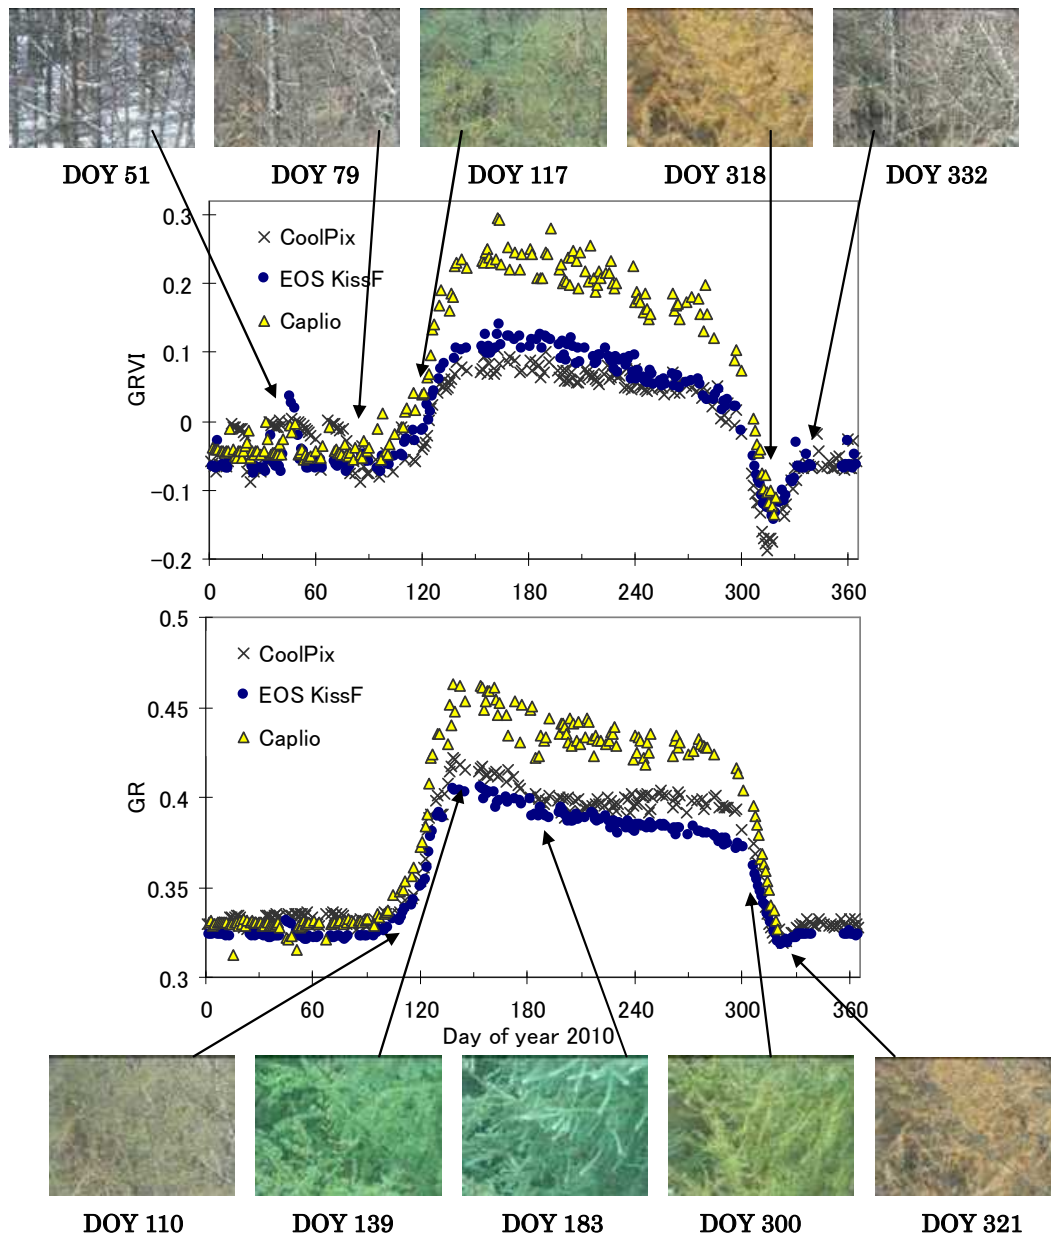 DOY 51 DOY 79 DOY 117 DOY 318 DOY 332
0.3
0.2
0.1
0
−0.1
−0.2
GRVI
CoolPix
EOS KissF
Caplio
0 60 120 180 240 300 360
0.5
0.45
0.4
0.35
0.3
GR
CoolPix
EOS KissF
Caplio
0 60 120 180 240 300 360
Day of year 2010
DOY 110 DOY 139 DOY 183 DOY 300 DOY 321